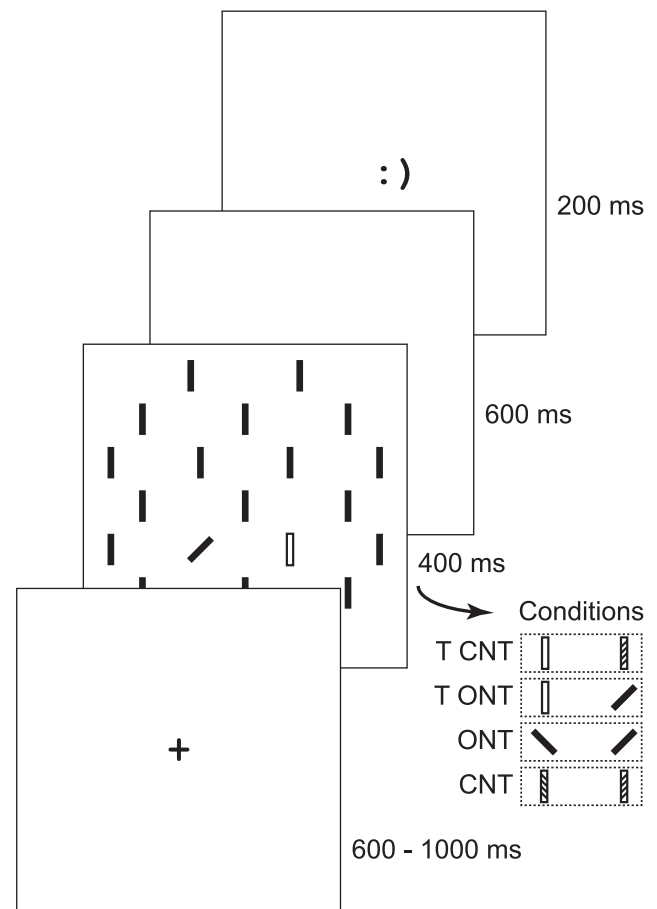 :)
200 ms
600 ms
400 ms
Conditions
T CNT
T ONT
ONT
CNT
+
600 - 1000 ms